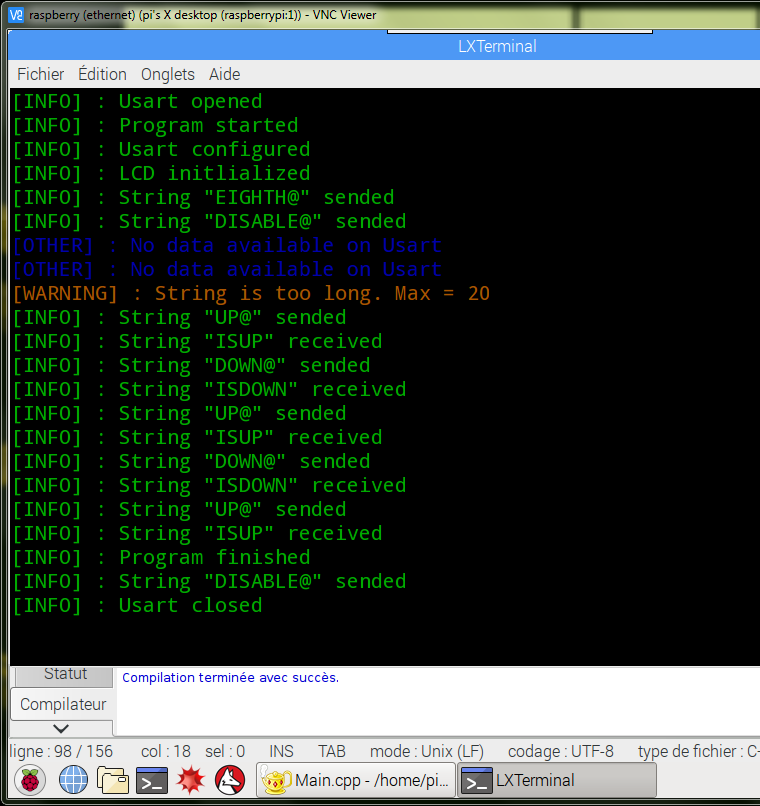 raspberry (ethernet) (pi's X desktop (raspberrypi:1)) - VNC Viewer
LXTerminal
Fichier Édition Onglets Aide
[INFO] : Usart opened
[INFO] : Program started
[INFO] : Usart configured
[INFO] : LCD initlialized
[INFO] : String "EIGHTH@" sended
[INFO] : String "DISABLE@" sended
[OTHER] : No data available on Usart
[OTHER] : No data available on Usart
[WARNING] : String is too long. Max = 20
[INFO] : String "UP@" sended
[INFO] : String "ISUP" received
[INFO] : String "DOWN@" sended
[INFO] : String "ISDOWN" received
[INFO] : String "UP@" sended
[INFO] : String "ISUP" received
[INFO] : String "DOWN@" sended
[INFO] : String "ISDOWN" received
[INFO] : String "UP@" sended
[INFO] : String "ISUP" received
[INFO] : Program finished
[INFO] : String "DISABLE@" sended
[INFO] : Usart closed
Statut
Compilation terminée avec succès.
Compilateur
ligne : 98 / 156 col : 18 sel : 0 INS TAB mode : Unix (LF) codage : UTF-8 type de fichier : C-
Main.cpp - /home/pi... LXTerminal